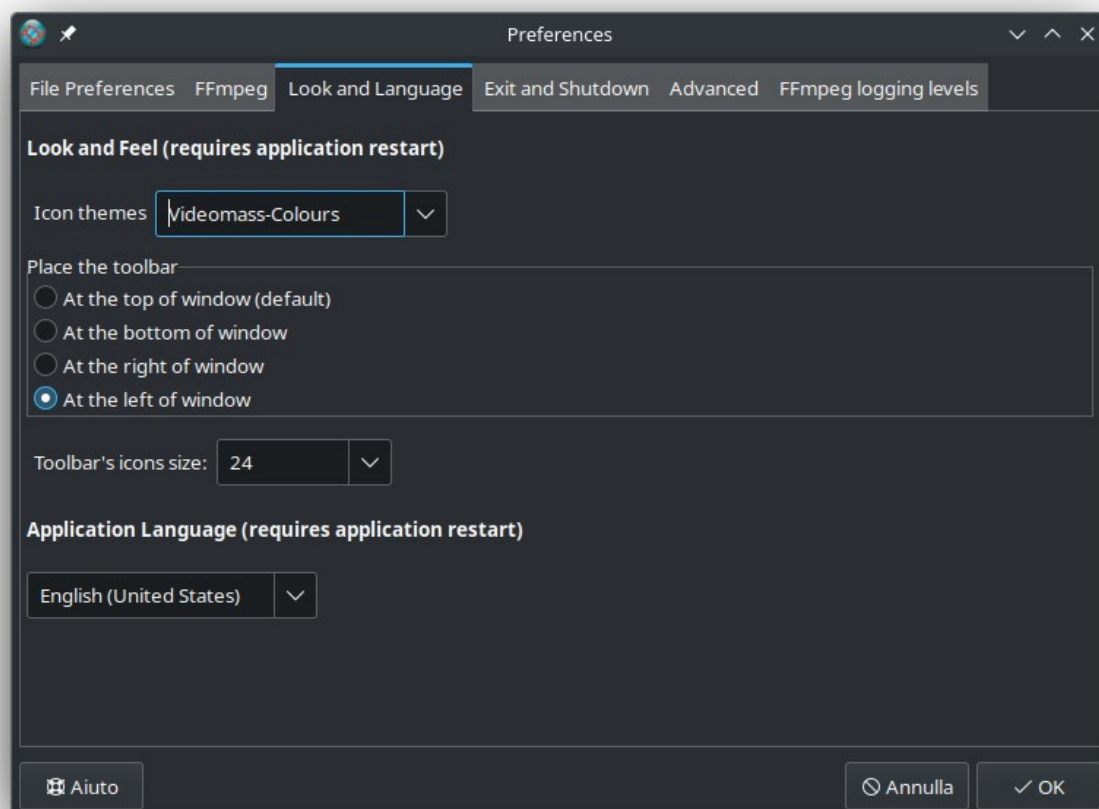 Preferences
File Preferences FFmpeg Look and Language Exit and Shutdown Advanced FFmpeg logging levels
Look and Feel (requires application restart)
Icon themes Videomass-Colours
Place the toolbar
At the top of window (default)
At the bottom of window
At the right of window
At the left of window
Toolbar's icons size: 24
Application Language (requires application restart)
English (United States)
Aiuto Annulla OK